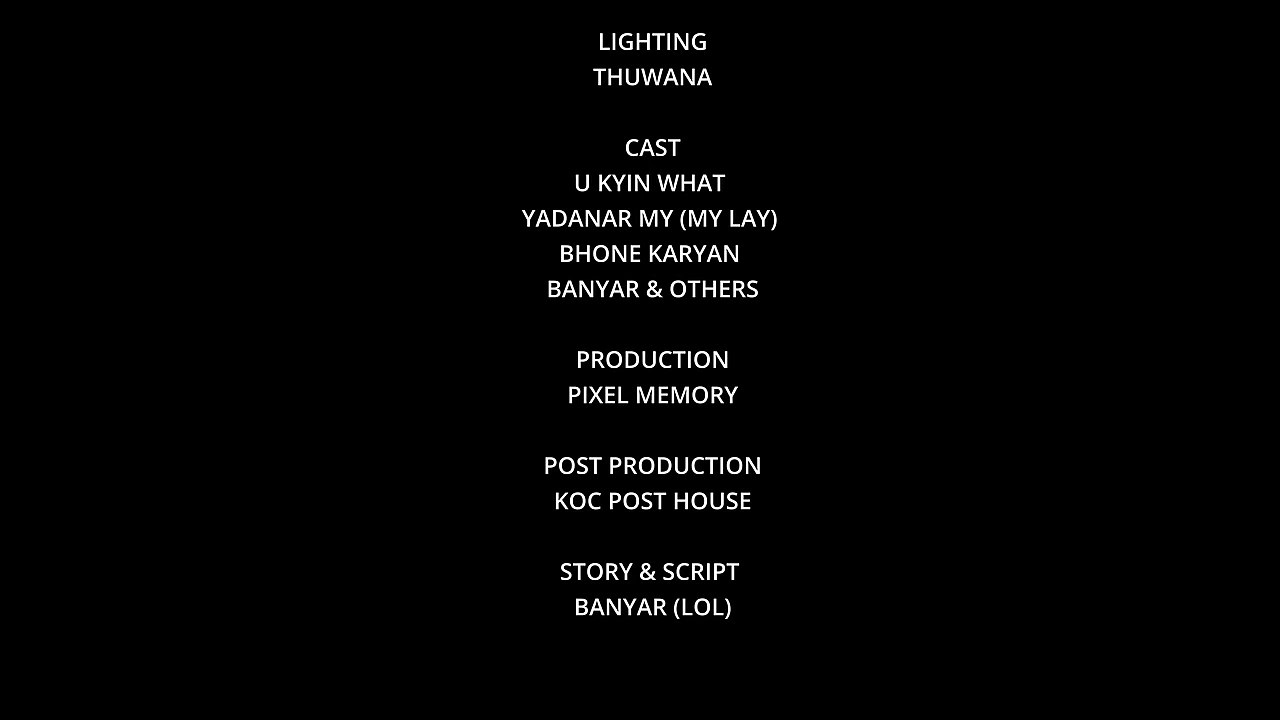 LIGHTING
THUWANA
CAST
U KYIN WHAT
YADANAR MY (MY LAY)
BHONE KARYAN
BANYAR & OTHERS
PRODUCTION
PIXEL MEMORY
POST PRODUCTION
KOC POST HOUSE
STORY & SCRIPT
BANYAR (LOL)